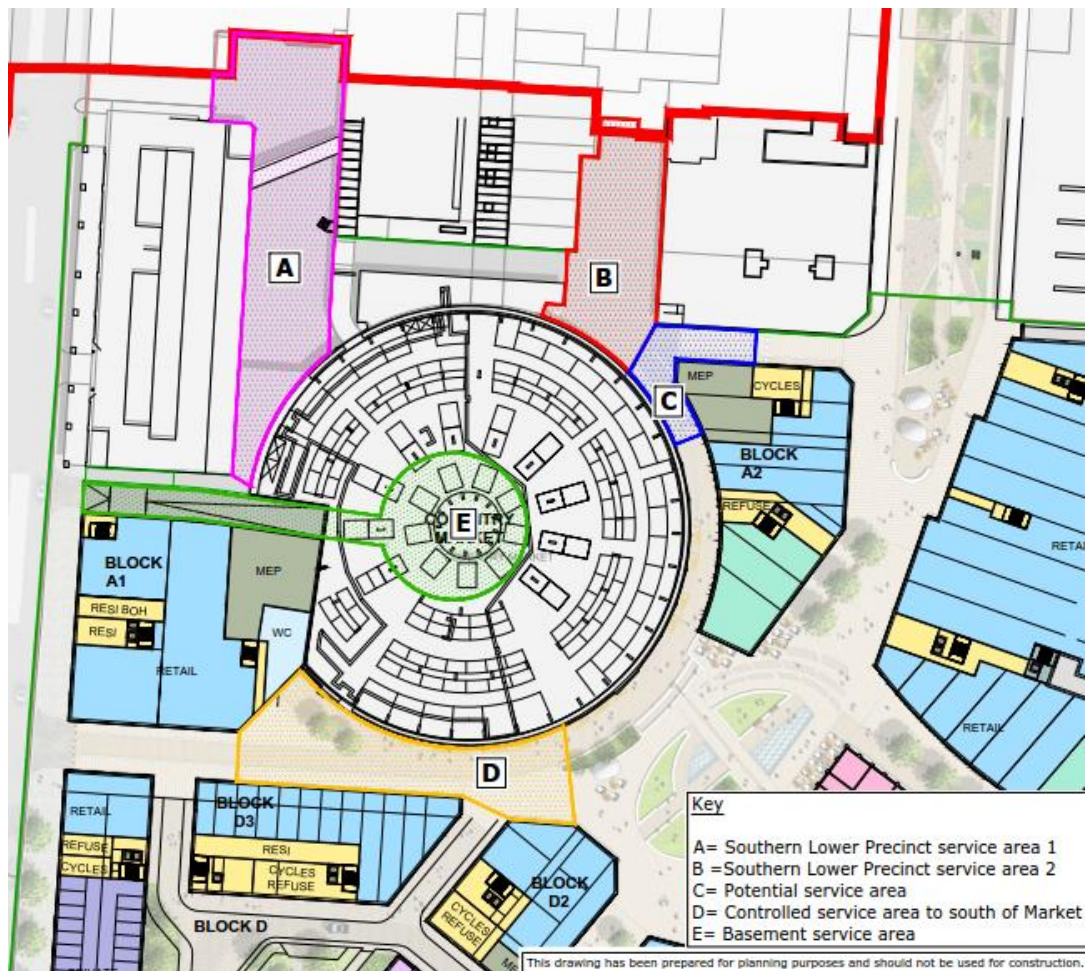 A
B
C
MEP
CYCLES
BLOCK
A2
REFUSE
E
BLOCK
A1
MEP
RESI BOH
RESI
WC
RETAIL
RETAIL
D
RETAIL
BLOCK
D3
REFUSE
CYCLES
RESI
CYCLES
REFUSE
BLOCK
D2
CYCLES
REFUSE
BLOCK D
Key
A= Southern Lower Precinct service area 1
B =Southern Lower Precinct service area 2
C= Potential service area
D= Controlled service area to south of Market
E= Basement service area
This drawing has been prepared for planning purposes and should not be used for construction.